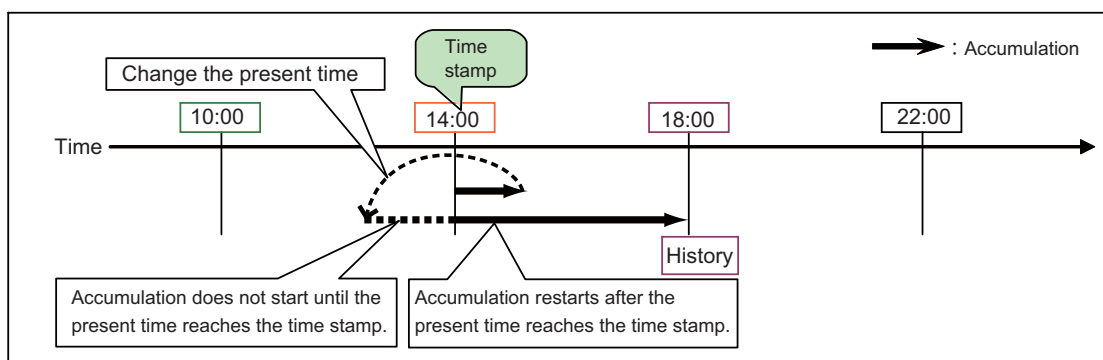 Time
stamp
: Accumulation
Change the present time
10:00
14:00
18:00
22:00
Time
History
Accumulation does not start until the
present time reaches the time stamp.
Accumulation restarts after the
present time reaches the time stamp.